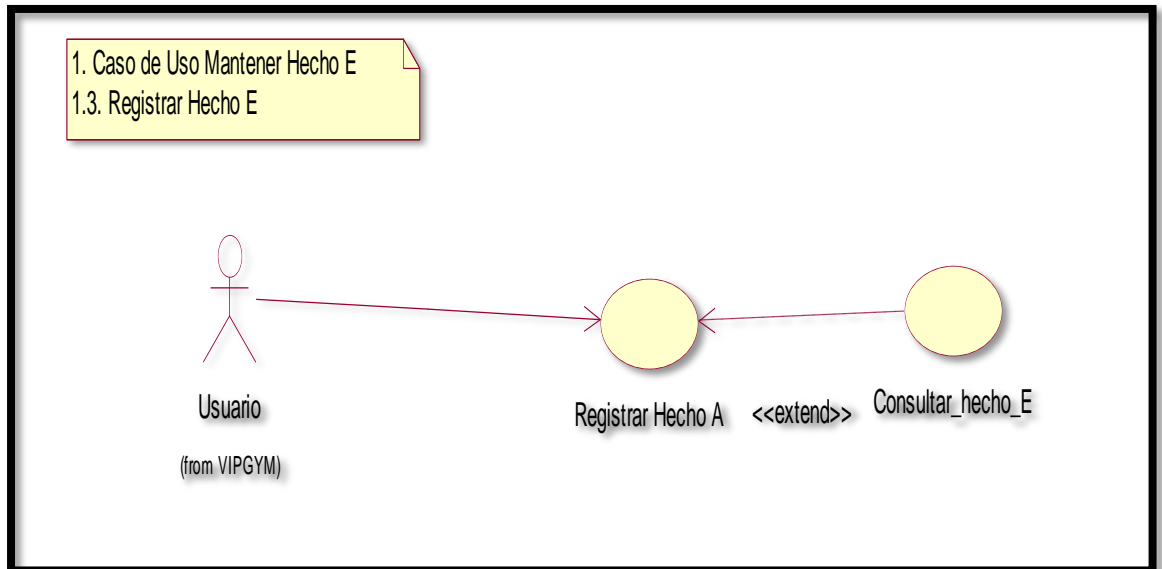 1. Caso de Uso Mantener Hecho E
1.3. Registrar Hecho E
Usuario
(from VIPGYM)
Registrar Hecho A
<<extend>>
Consultar_hecho_E